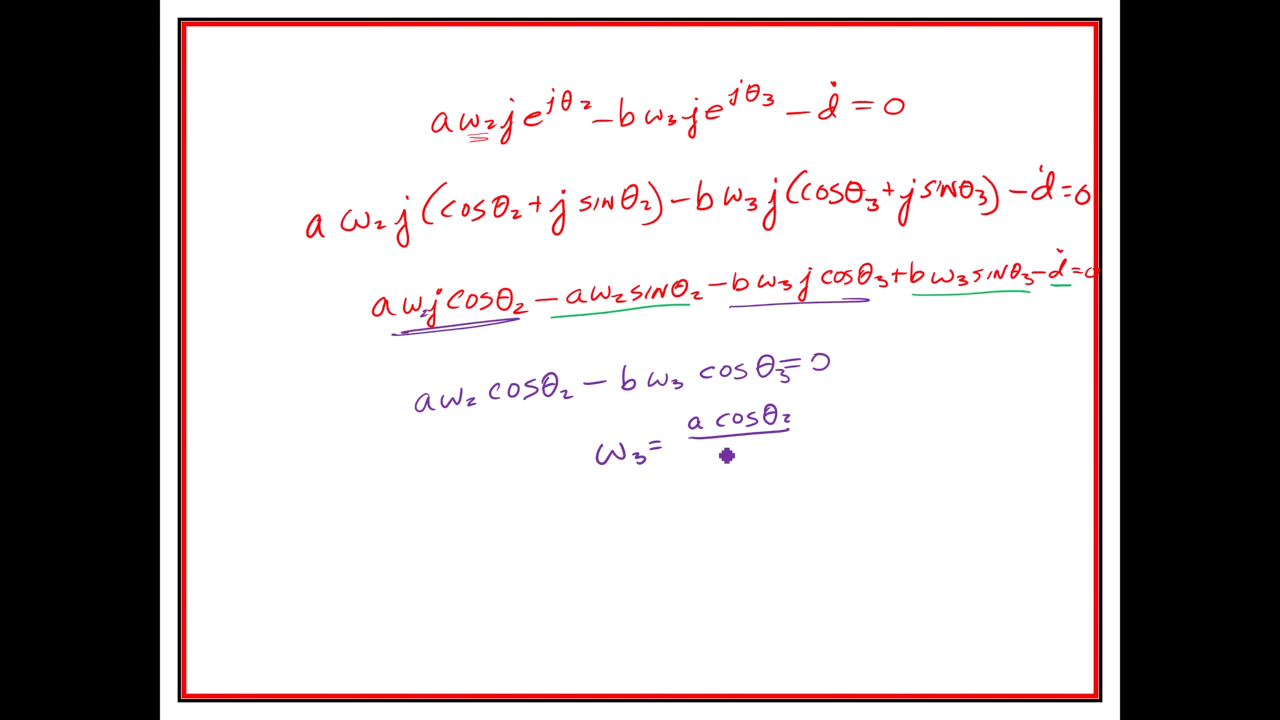 aω₂je^{jθ₂} – bω₃je^{jθ₃} – ḋ = 0
aω₂j(cosθ₂ + j sinθ₂) – bω₃j(cosθ₃ + j sinθ₃) – ḋ = 0
aω₂j cosθ₂ – aω₂ sinθ₂ – bω₃j cosθ₃ + bω₃ sinθ₃ – ḋ = 0
aω₂ cosθ₂ – bω₃ cosθ₃ = 0
a cosθ₂
ω₃ =